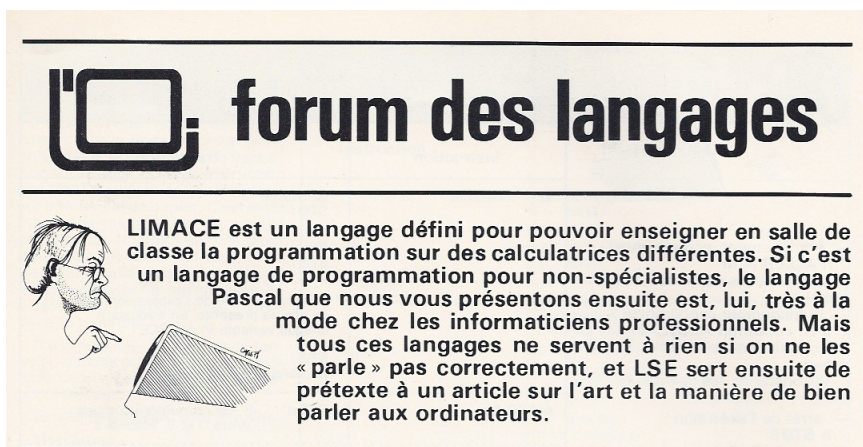 l'O.i forum des langages
LIMACE est un langage défini pour pouvoir enseigner en salle de
classe la programmation sur des calculatrices différentes. Si c'est
un langage de programmation pour non-spécialistes, le langage
Pascal que nous vous présentons ensuite est, lui, très à la
mode chez les informaticiens professionnels. Mais
tous ces langages ne servent à rien si on ne les
« parle » pas correctement, et LSE sert ensuite de
prétexte à un article sur l'art et la manière de bien
parler aux ordinateurs.